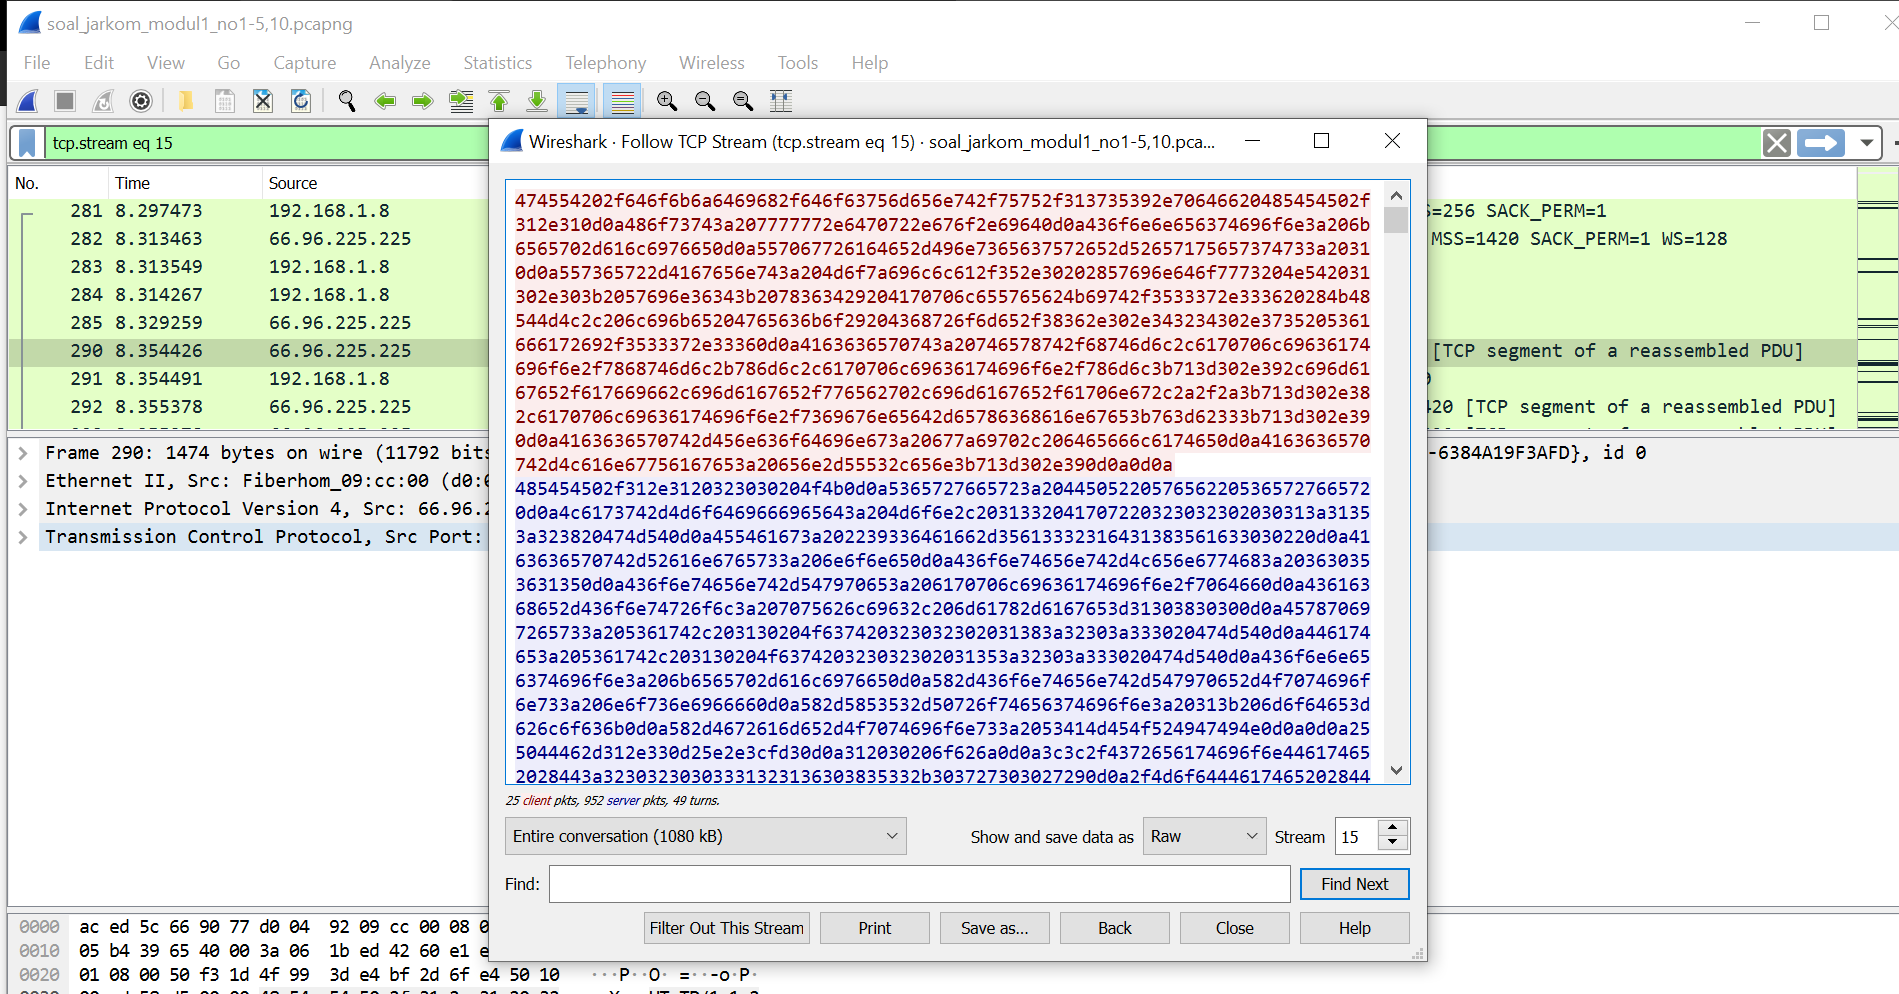 soal_jarkom_modul1_no1-5,10.pcapng
File Edit View Go Capture Analyze Statistics Telephony Wireless Tools Help
tcp.stream eq 15
No. Time Source
281 8.297473 192.168.1.8
282 8.313463 66.96.225.225
283 8.313549 192.168.1.8
284 8.314267 192.168.1.8
285 8.329259 66.96.225.225
290 8.354426 66.96.225.225
291 8.354491 192.168.1.8
292 8.355378 66.96.225.225
=256 SACK_PERM=1
MSS=1420 SACK_PERM=1 WS=128
[TCP segment of a reassembled PDU]
420 [TCP segment of a reassembled PDU]
Frame 290: 1474 bytes on wire (11792 bits
Ethernet II, Src: Fiberhom_09:cc:00 (d0:
Internet Protocol Version 4, Src: 66.96.
Transmission Control Protocol, Src Port:
-6384A19F3AFD}, id 0
0000 ac ed 5c 66 90 77 d0 04 92 09 cc 00 08 0
0010 05 b4 39 65 40 00 3a 06 1b ed 42 60 e1 e
0020 01 08 00 50 f3 1d 4f 99 3d e4 bf 2d 6f e4 50 10 ···P··O· =··-o·P·
Wireshark · Follow TCP Stream (tcp.stream eq 15) · soal_jarkom_modul1_no1-5,10.pca...
474554202f646f6b6a6469682f646f63756d656e742f75752f313735392e70646620485454502f
312e310d0a486f73743a207777772e6470722e676f2e69640d0a436f6e6e656374696f6e3a206b
6565702d616c6976650d0a557067726164652d496e7365637572652d52657175657374733a2031
0d0a557365722d4167656e743a204d6f7a696c6c612f352e30202857696e646f7773204e542031
302e303b2057696e36343b2078363429204170706c655765624b69742f3533372e333620284b48
544d4c2c206c696b65204765636b6f29204368726f6d652f38362e302e343234302e3735205361
666172692f3533372e33360d0a4163636570743a20746578742f68746d6c2c6170706c69636174
696f6e2f7868746d6c2b786d6c2c6170706c69636174696f6e2f786d6c3b713d302e392c696d61
67652f617669662c696d6167652f776562702c696d6167652f61706e672c2a2f2a3b713d302e38
2c6170706c69636174696f6e2f7369676e65642d65786368616e67653b763d62333b713d302e39
0d0a4163636570742d456e636f64696e673a20677a69702c206465666c6174650d0a4163636570
742d4c616e67756167653a20656e2d55532c656e3b713d302e390d0a0d0a
485454502f312e3120323030204f4b0d0a5365727665723a204450522057656220536572766572
0d0a4c6173742d4d6f6469666965643a204d6f6e2c2031332041707220323032302030313a3135
3a323820474d540d0a455461673a202239336461662d35613332316431383561633030220d0a41
63636570742d52616e6765733a206e6f6e650d0a436f6e74656e742d4c656e6774683a20363035
3631350d0a436f6e74656e742d547970653a206170706c69636174696f6e2f7064660d0a436163
68652d436f6e74726f6c3a207075626c69632c206d61782d6167653d31303830300d0a45787069
7265733a205361742c203130204f637420323032302031383a32303a333020474d540d0a446174
653a205361742c203130204f637420323032302031353a32303a333020474d540d0a436f6e6e65
6374696f6e3a206b6565702d616c6976650d0a582d436f6e74656e742d547970652d4f7074696f
6e733a206e6f736e6966660d0a582d5853532d50726f74656374696f6e3a20313b206d6f64653d
626c6f636b0d0a582d4672616d652d4f7074696f6e733a2053414d454f524947494e0d0a0d0a25
5044462d312e330d25e2e3cfd30d0a312030206f626a0d0a3c3c2f4372656174696f6e44617465
2028443a32303230303331323136303835332b303727303027290d0a2f4d6f6444617465202844
25 client pkts, 952 server pkts, 49 turns.
Entire conversation (1080 kB) Show and save data as Raw Stream 15
Find: Find Next
Filter Out This Stream Print Save as... Back Close Help